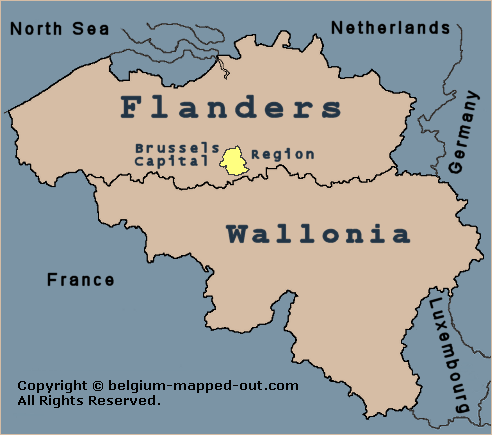 North Sea
Netherlands
Flanders
Germany
Brussels
Capital Region
Wallonia
France
Luxembourg
Copyright © belgium-mapped-out.com
All Rights Reserved.